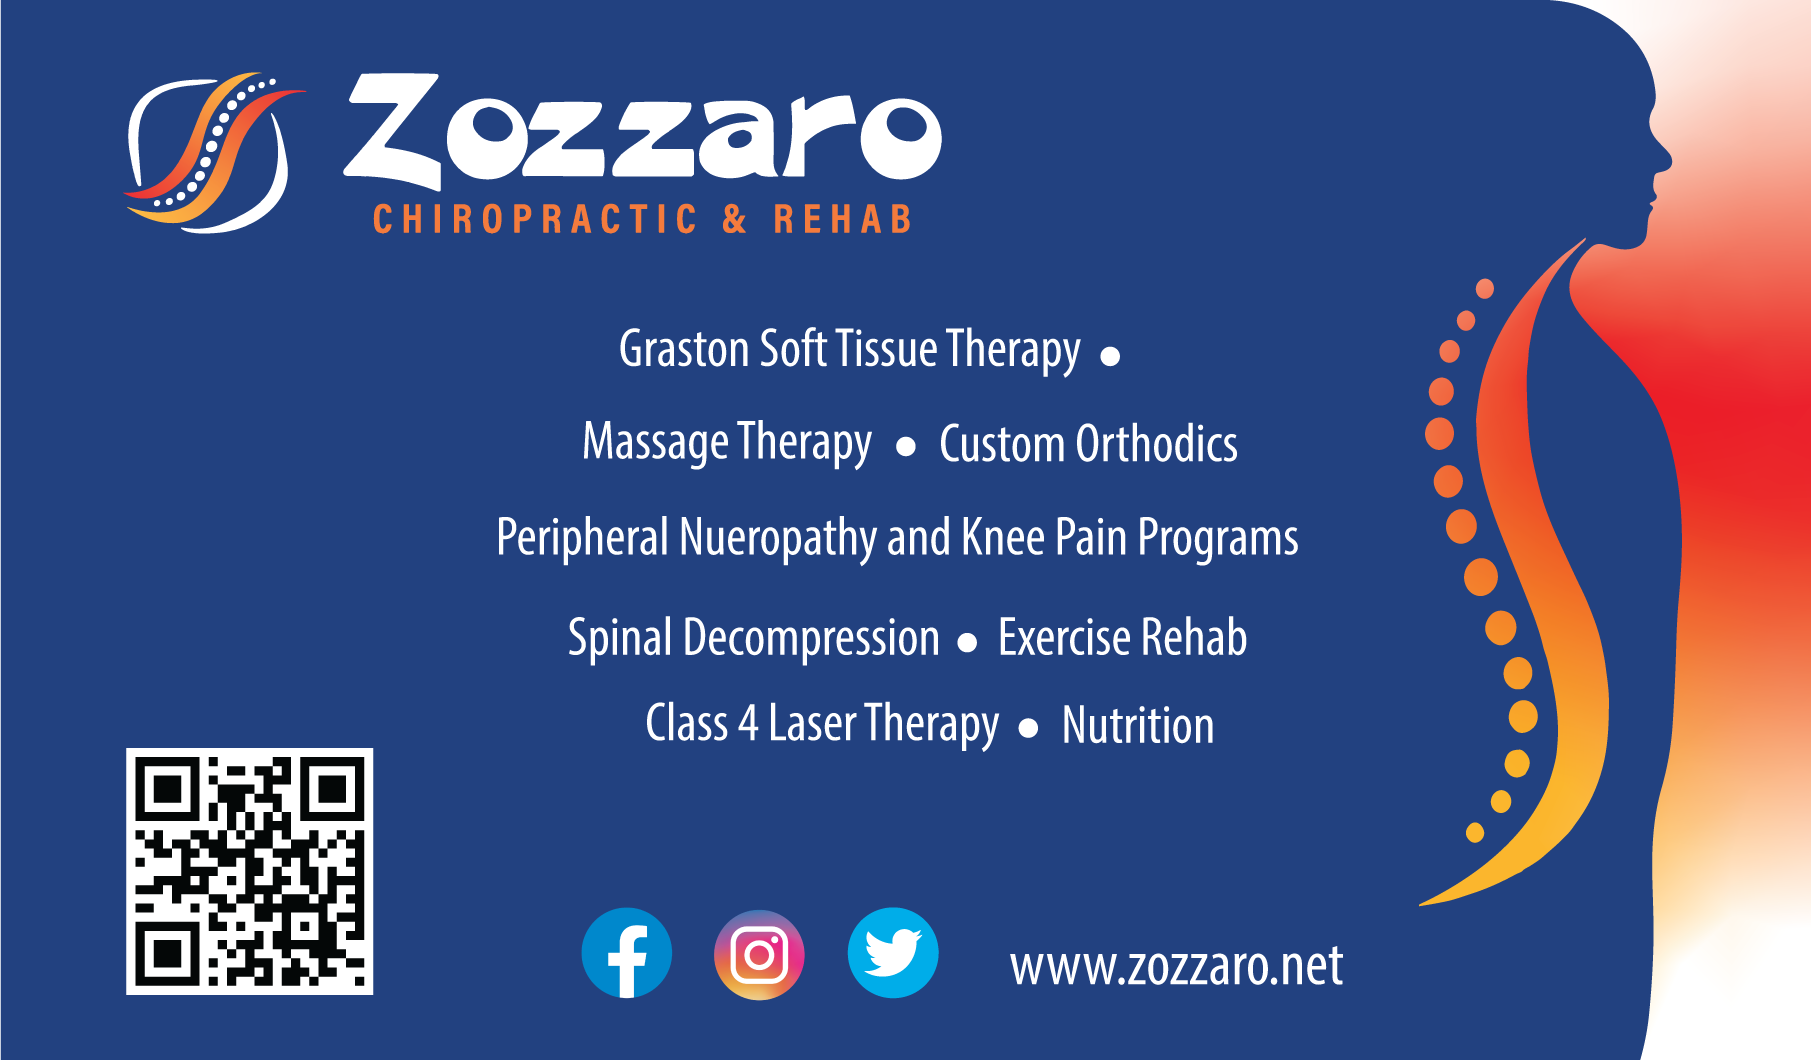 Zozzaro
CHIROPRACTIC & REHAB
Graston Soft Tissue Therapy •
Massage Therapy • Custom Orthodics
Peripheral Nueropathy and Knee Pain Programs
Spinal Decompression • Exercise Rehab
Class 4 Laser Therapy • Nutrition
www.zozzaro.net